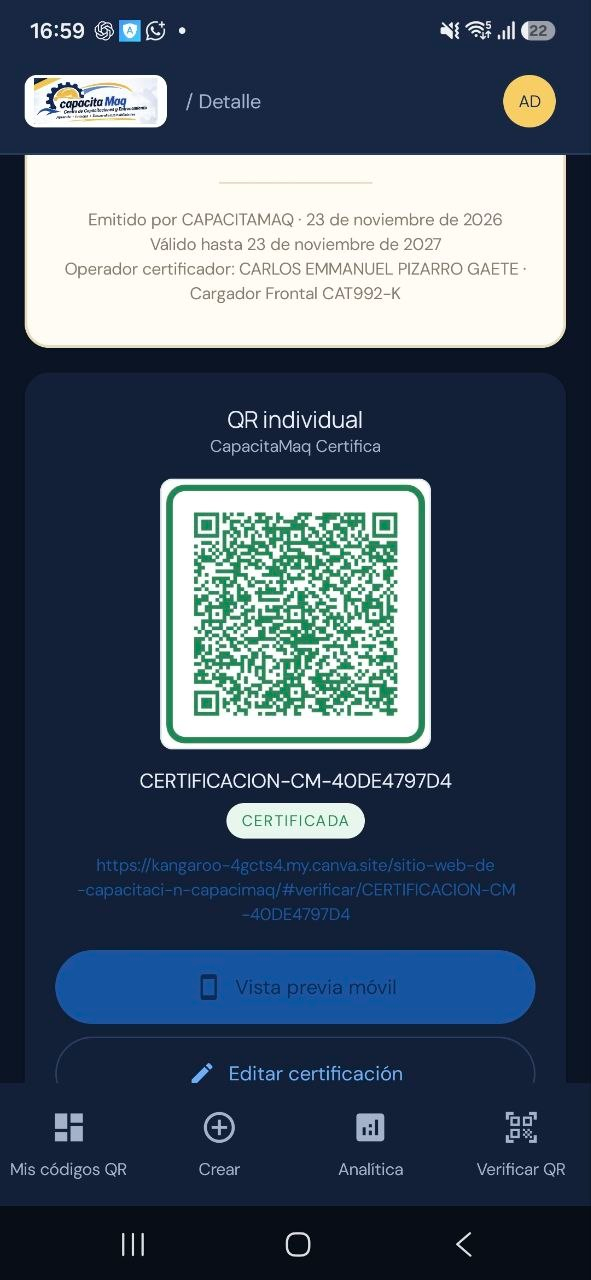 16:59
22
capacita Maq
/ Detalle
AD
Emitido por CAPACITAMAQ · 23 de noviembre de 2026
Válido hasta 23 de noviembre de 2027
Operador certificador: CARLOS EMMANUEL PIZARRO GAETE ·
Cargador Frontal CAT992-K
QR individual
CapacitaMaq Certifica
CERTIFICACION-CM-40DE4797D4
CERTIFICADA
https://kangaroo-4gcts4.my.canva.site/sitio-web-de
-capacitaci-n-capacimaq/#verificar/CERTIFICACION-CM
-40DE4797D4
Vista previa móvil
Editar certificación
Mis códigos QR
Crear
Analítica
Verificar QR